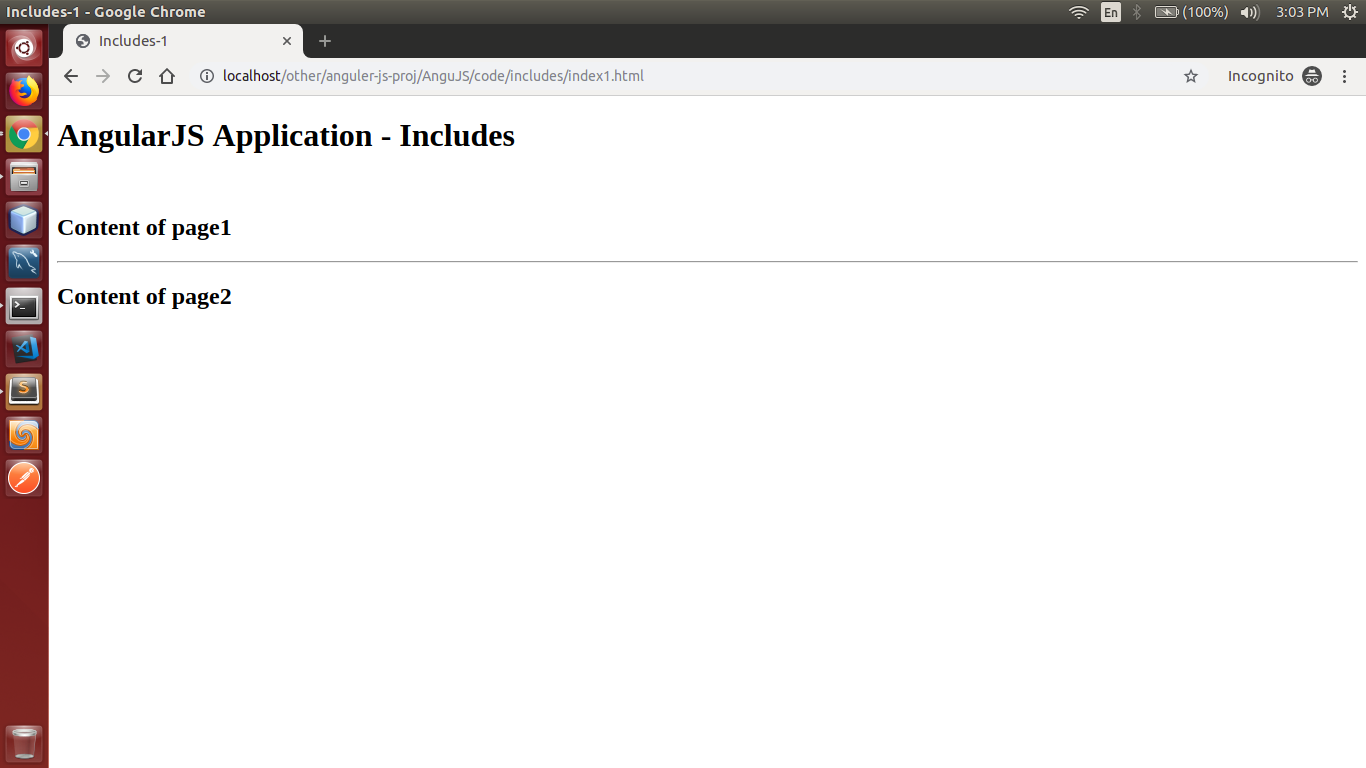 Includes-1 - Google Chrome
En
(100%)
3:03 PM
Includes-1
localhost/other/anguler-js-proj/AnguJS/code/includes/index1.html
Incognito
AngularJS Application - Includes
Content of page1
Content of page2